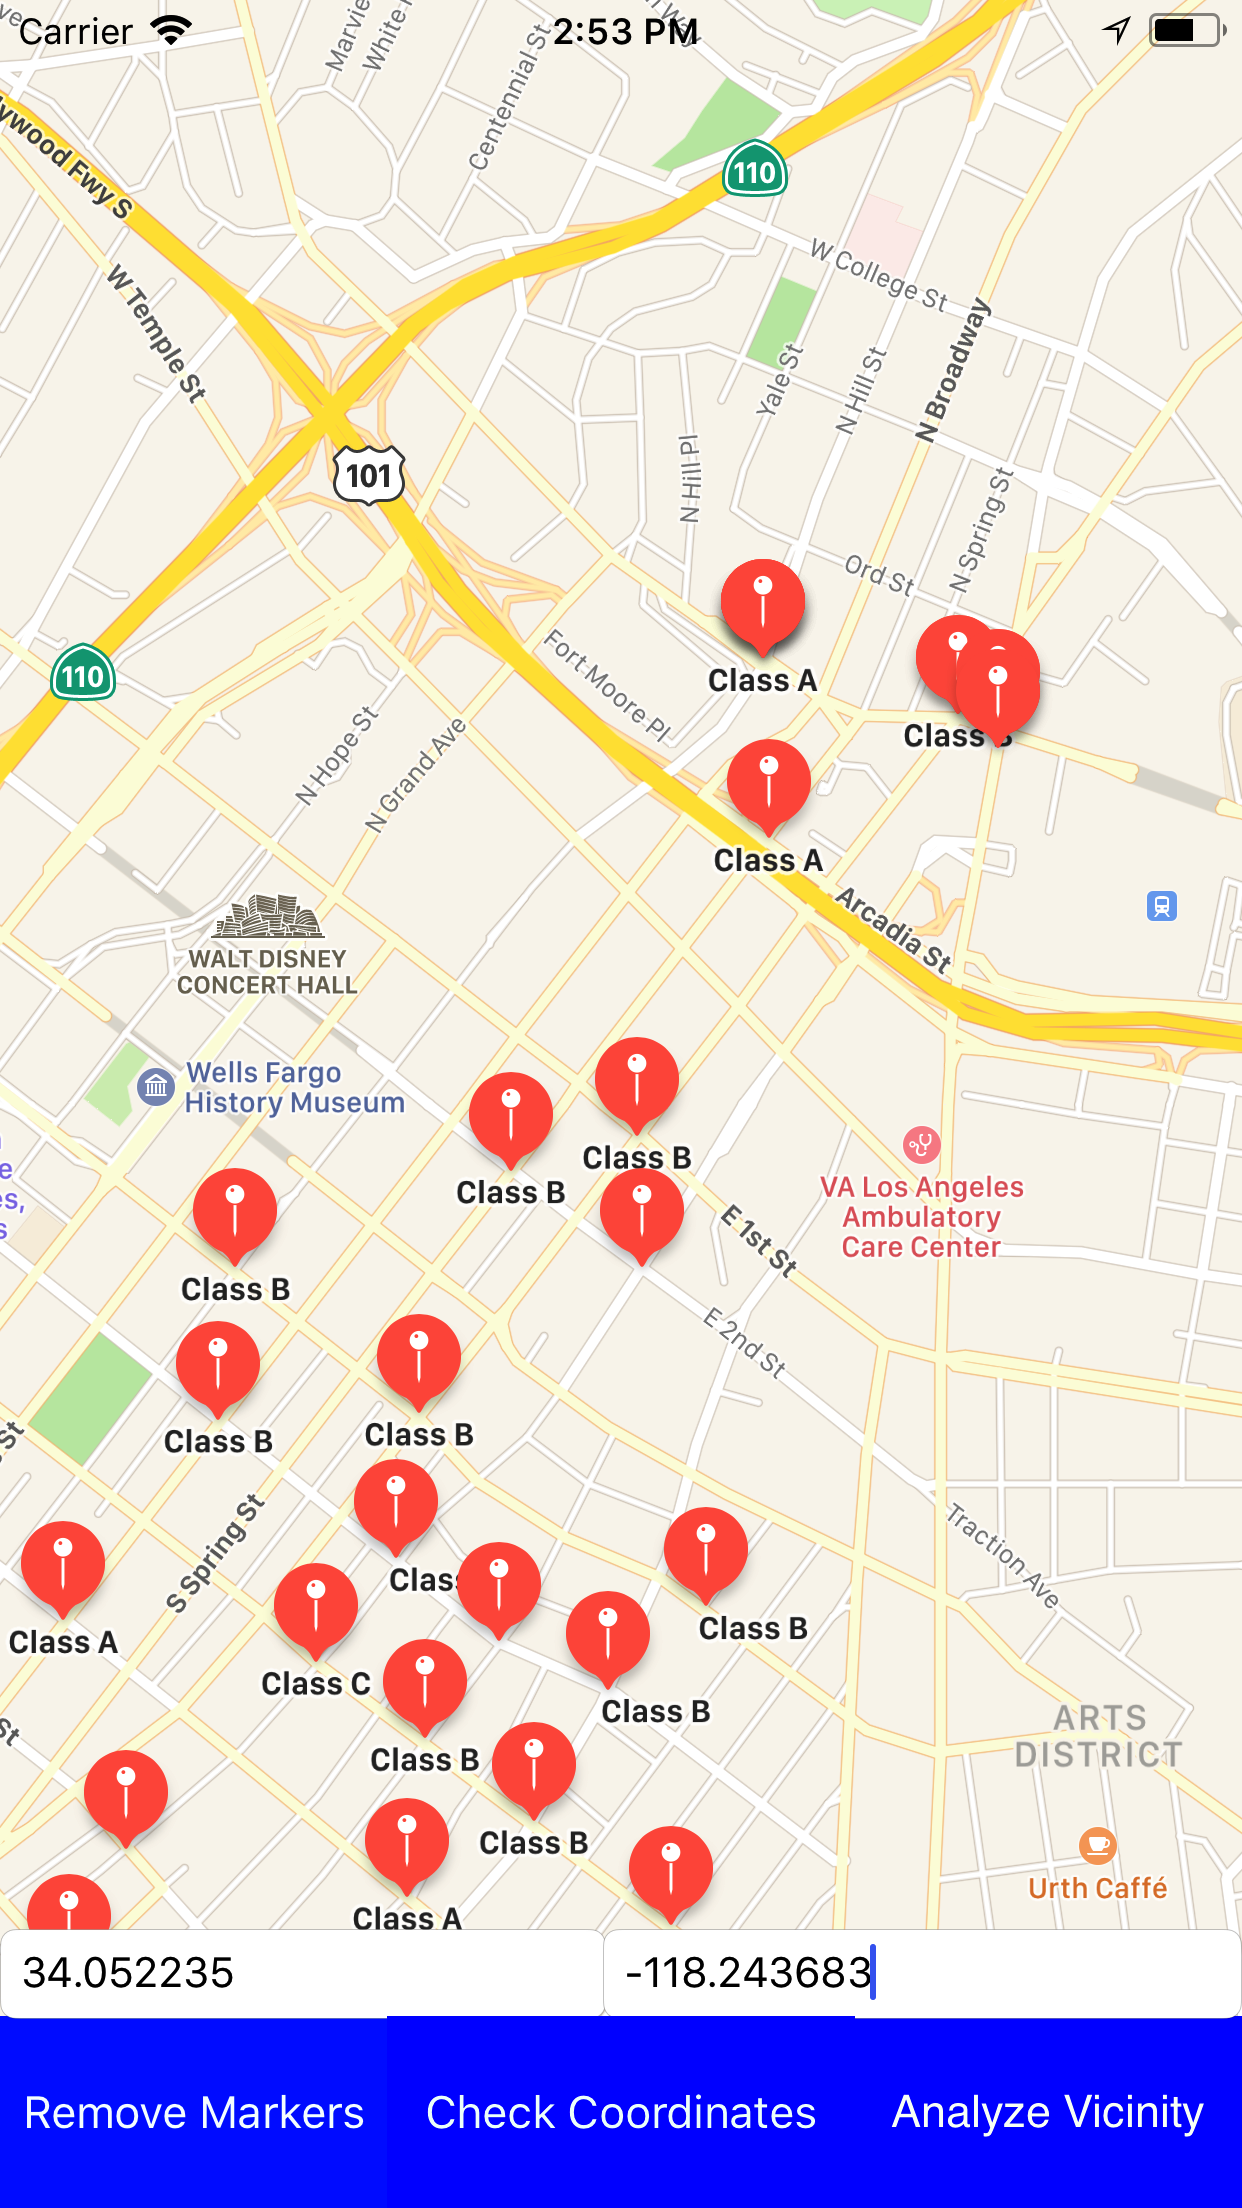 Carrier
2:53 PM
Centennial St
110
lywood Fwy S
W College St
W Temple St
N Broadway
Yale St
N Hill St
N Hill Pl
101
N Spring St
Ord St
110
Fort Moore Pl
Class A
N Hope St
N Grand Ave
Class B
Class A
Arcadia St
WALT DISNEY
CONCERT HALL
Wells Fargo
History Museum
Class B
Class B
VA Los Angeles
Ambulatory
Care Center
E 1st St
Class B
E 2nd St
Class B
Class B
S Spring St
Traction Ave
Class
Class B
Class A
Class C
Class B
ARTS
DISTRICT
St
St
Class B
Class B
Urth Caffé
Class A
34.052235
-118.243683
Remove Markers
Check Coordinates
Analyze Vicinity